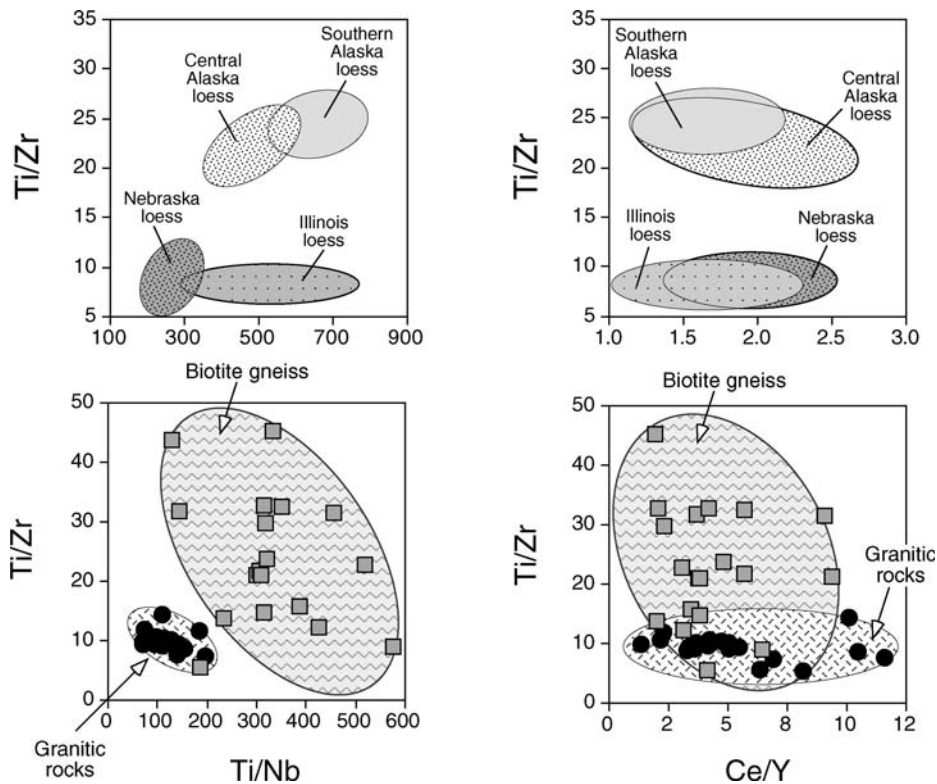 35
30
25
20
15
10
5
Ti/Zr
Central
Alaska
loess
Southern
Alaska
loess
Nebraska
loess
Illinois
loess
100
300
500
700
900
35
30
25
20
15
10
5
Ti/Zr
Southern
Alaska
loess
Central
Alaska
loess
Illinois
loess
Nebraska
loess
1.0
1.5
2.0
2.5
3.0
Biotite gneiss
50
40
30
20
10
0
Ti/Zr
0
100
200
300
400
500
600
Granitic
rocks
Ti/Nb
Biotite gneiss
50
40
30
20
10
0
Ti/Zr
Granitic
rocks
0
2
5
8
10
12
Ce/Y